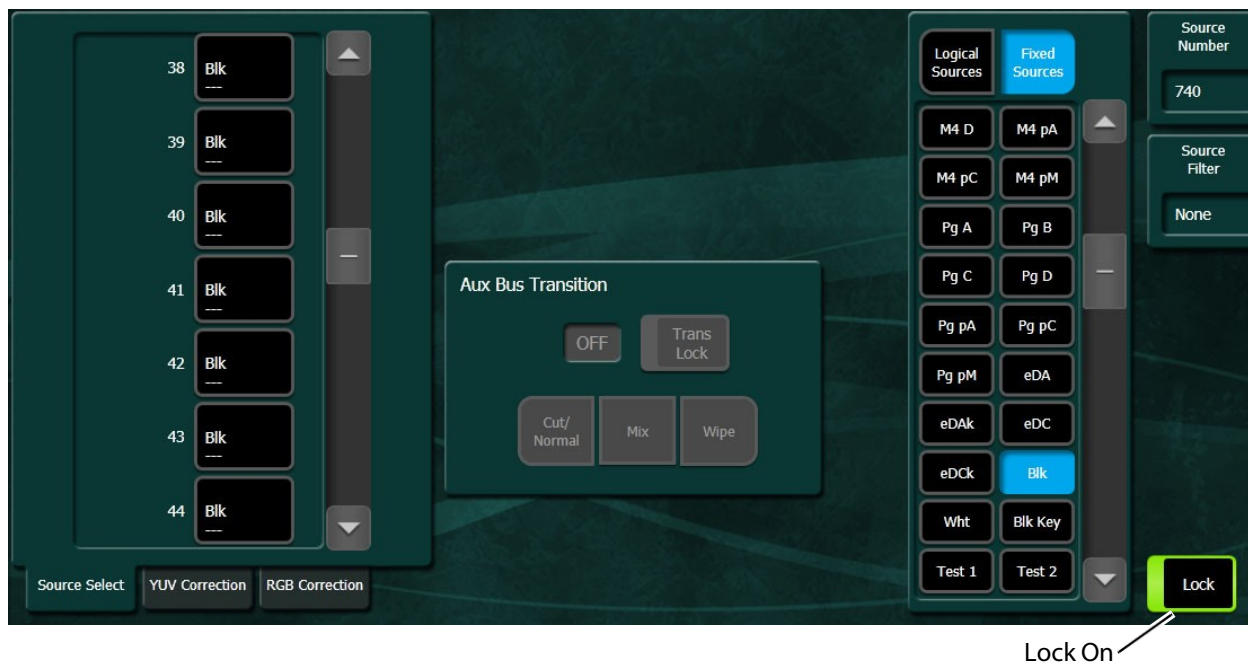 38 Blk
---
39 Blk
---
40 Blk
---
41 Blk
---
42 Blk
---
43 Blk
---
44 Blk
---
Source Select YUV Correction RGB Correction
Aux Bus Transition
OFF
Trans
Lock
Cut/
Normal
Mix
Wipe
Logical
Sources
Fixed
Sources
M4 D M4 pA
M4 pC M4 pM
Pg A Pg B
Pg C Pg D
Pg pA Pg pC
Pg pM eDA
eDAk eDC
eDCk Blk
Wht Blk Key
Test 1 Test 2
Source
Number
740
Source
Filter
None
Lock
Lock On